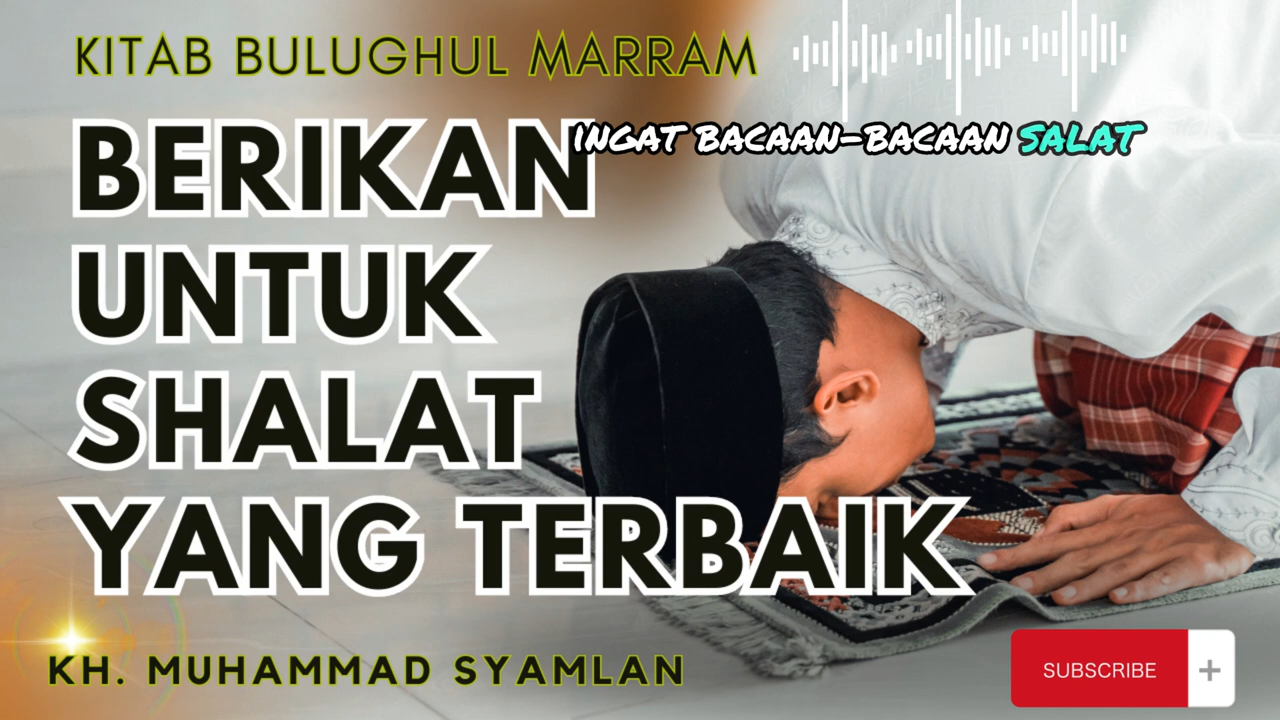 KITAB BULUGHUL MARRAM
BERIKAN
INGAT BACAAN-BACAAN SALAT
UNTUK
SHALAT
YANG TERBAIK
KH. MUHAMMAD SYAMLAN
SUBSCRIBE +